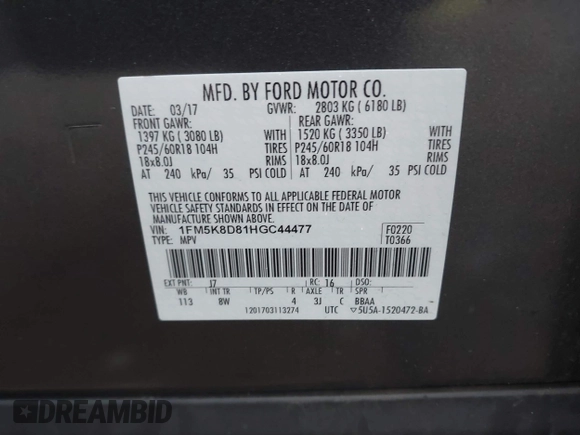 MFD. BY FORD MOTOR CO.
DATE: 03/17 GVWR: 2803 KG ( 6180 LB)
FRONT GAWR: REAR GAWR:
1397 KG ( 3080 LB) WITH 1520 KG ( 3350 LB) WITH
P245/60R18 104H TIRES P245/60R18 104H TIRES
18x8.0J RIMS 18x8.0J RIMS
AT 240 kPa/ 35 PSI COLD AT 240 kPa/ 35 PSI COLD
THIS VEHICLE CONFORMS TO ALL APPLICABLE FEDERAL MOTOR
VEHICLE SAFETY STANDARDS IN EFFECT ON THE DATE OF
MANUFACTURE SHOWN ABOVE.
VIN: 1FM5K8D81HGC44477 F0220
TYPE: MPV T0366
EXT PNT: J7 RC: 16 DSO:
WB INT TR TP/PS R AXLE TR SPR
113 8W 4 3J C BBAA
1201703113274 UTC ▽5U5A-1520472-BA
DREAMBID